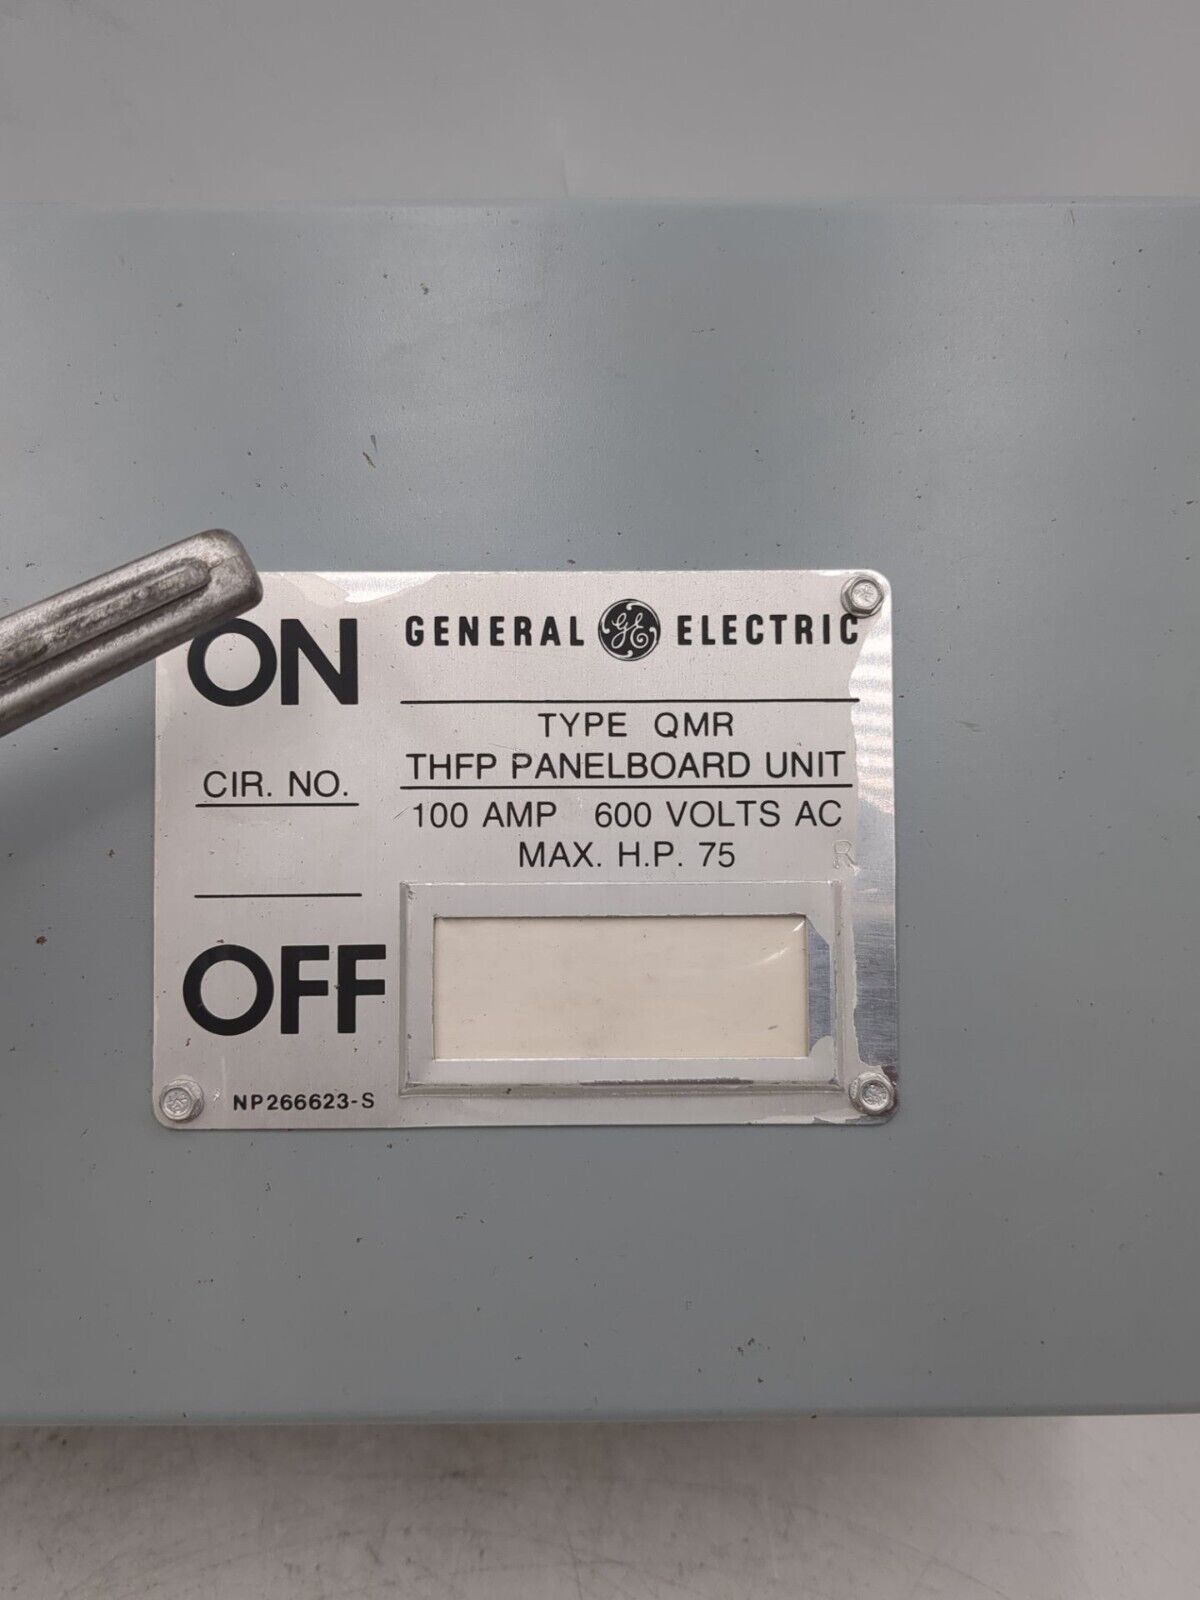 ON
GENERAL GE ELECTRIC
TYPE QMR
THFP PANELBOARD UNIT
CIR. NO.
100 AMP 600 VOLTS AC
MAX. H.P. 75
R
OFF
NP266623-S